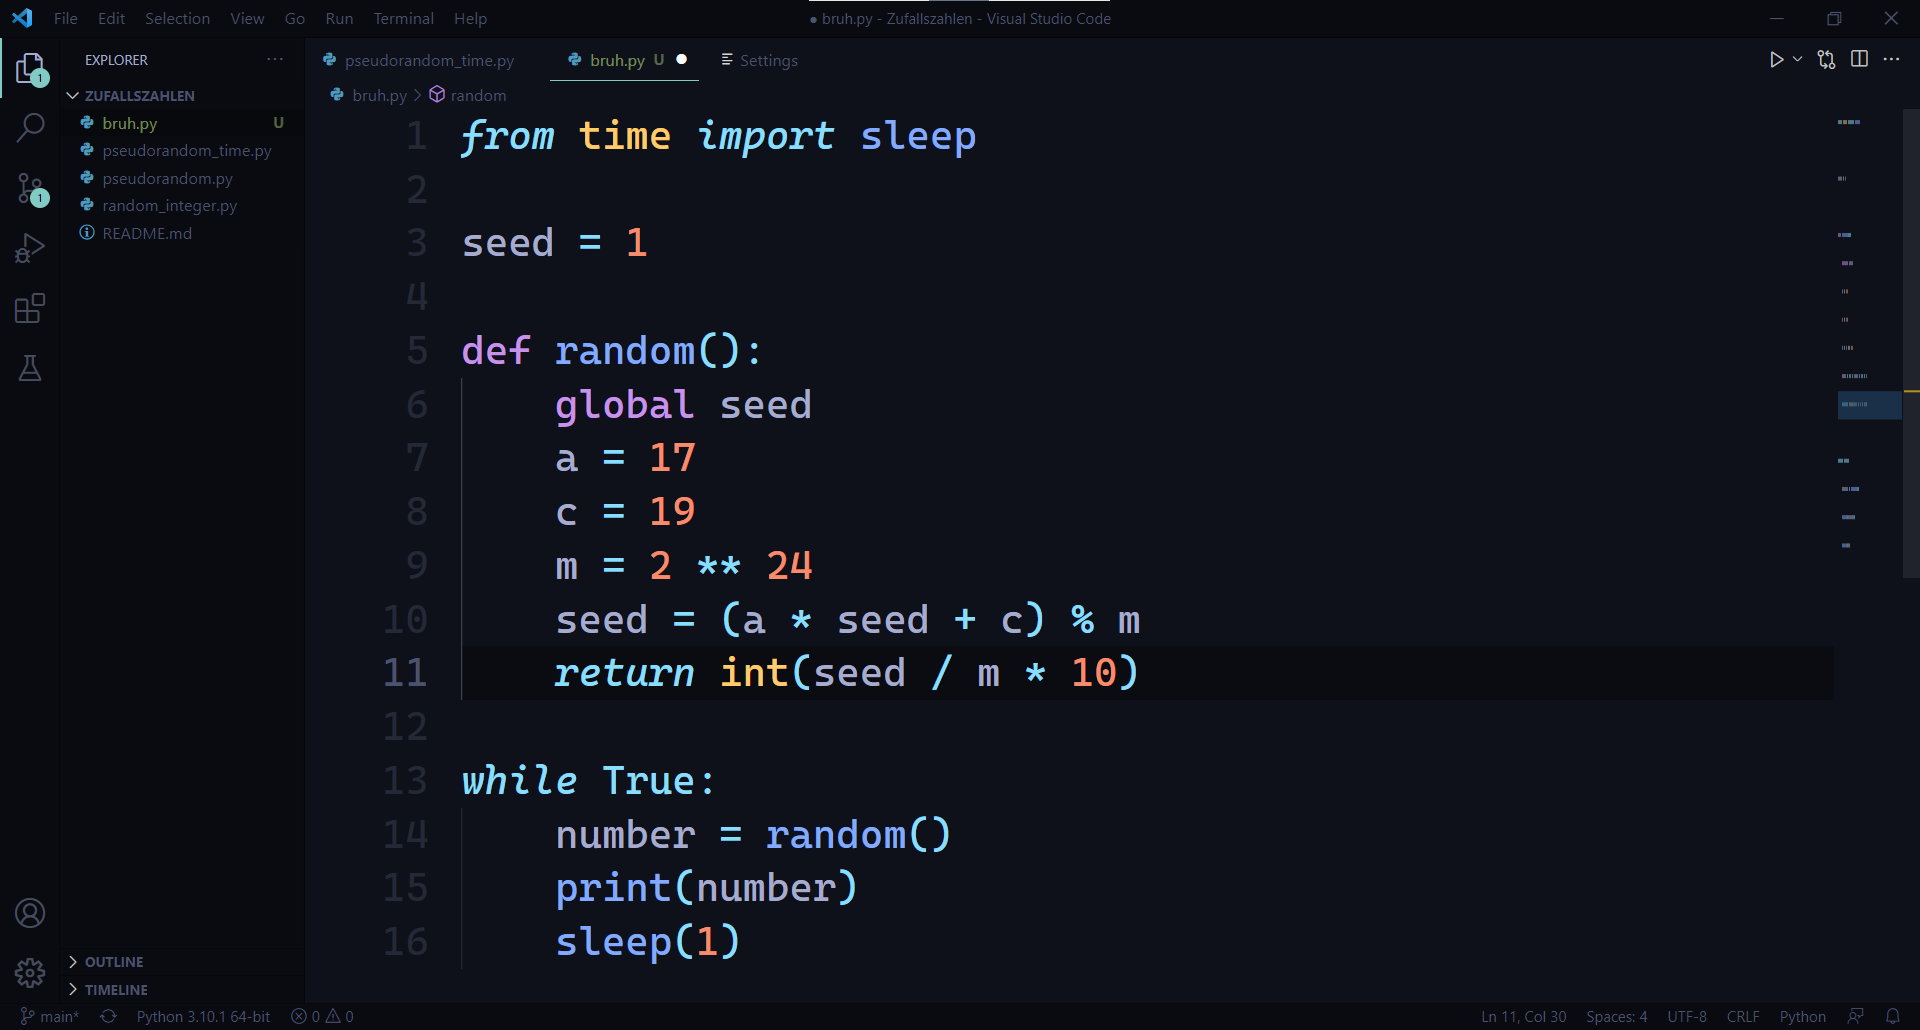 File Edit Selection View Go Run Terminal Help
● bruh.py - Zufallszahlen - Visual Studio Code
EXPLORER
ZUFALLSZAHLEN
bruh.py U
pseudorandom_time.py
pseudorandom.py
random_integer.py
README.md
OUTLINE
TIMELINE
1
1
pseudorandom_time.py bruh.py U Settings
bruh.py > random
1 from time import sleep
2
3 seed = 1
4
5 def random():
6     global seed
7     a = 17
8     c = 19
9     m = 2 ** 24
10     seed = (a * seed + c) % m
11     return int(seed / m * 10)
12
13 while True:
14     number = random()
15     print(number)
16     sleep(1)
main* Python 3.10.1 64-bit 0 0 Ln 11, Col 30 Spaces: 4 UTF-8 CRLF Python